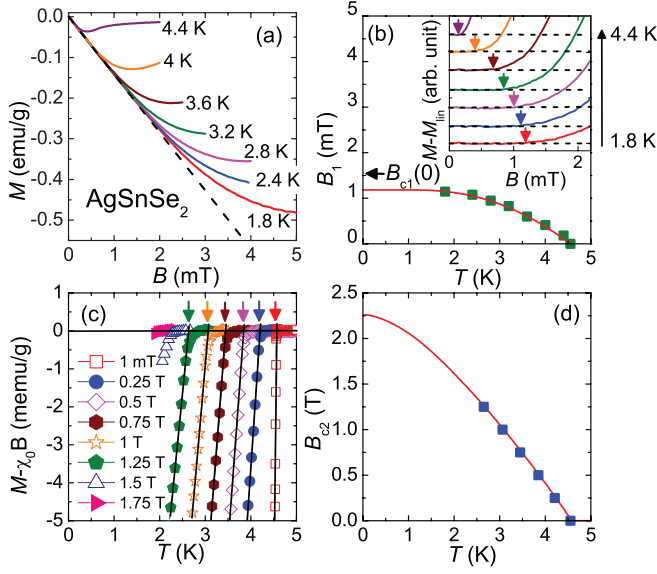 (a)
0.0
-0.1
-0.2
-0.3
-0.4
-0.5
M (emu/g)
4.4 K
4 K
3.6 K
3.2 K
2.8 K
2.4 K
1.8 K
AgSnSe2
0 1 2 3 4 5
B (mT)
(b)
5
4
3
2
1
0
B1 (mT)
M-Mlin (arb. unit)
4.4 K
1.8 K
0 1 2
B (mT)
Bc1(0)
0 1 2 3 4 5
T (K)
(c)
0
-1
-2
-3
-4
-5
M-χ0B (memu/g)
1 mT
0.25 T
0.5 T
0.75 T
1 T
1.25 T
1.5 T
1.75 T
0 1 2 3 4 5
T (K)
(d)
2.5
2.0
1.5
1.0
0.5
0.0
Bc2 (T)
0 1 2 3 4 5
T (K)